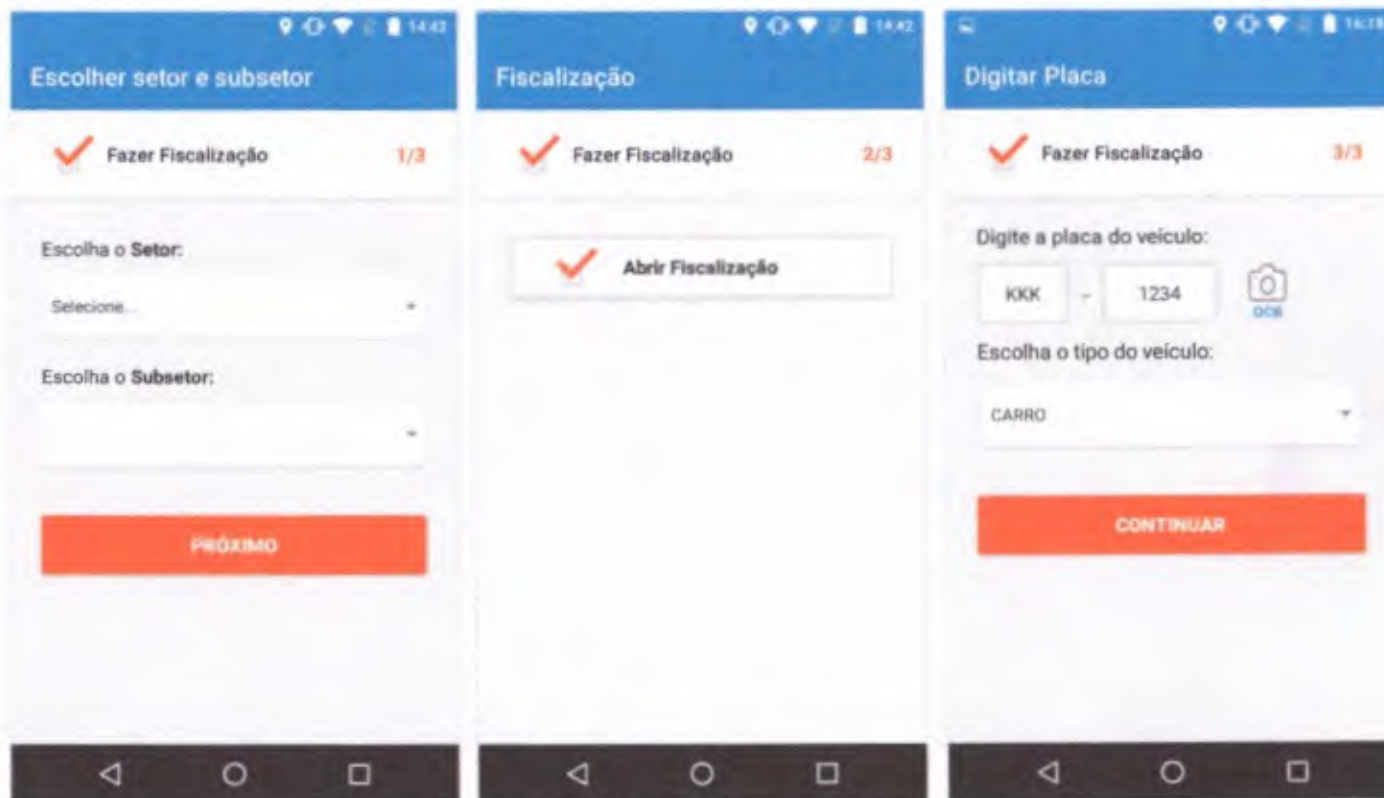 14:42
Escolher setor e subsetor
Fazer Fiscalização 1/3
Escolha o Setor:
Selecione...
Escolha o Subsetor:
PRÓXIMO
14:42
Fiscalização
Fazer Fiscalização 2/3
Abrir Fiscalização
Digitar Placa
Fazer Fiscalização 3/3
Digite a placa do veículo:
KKK - 1234
OCR
Escolha o tipo do veículo:
CARRO
CONTINUAR